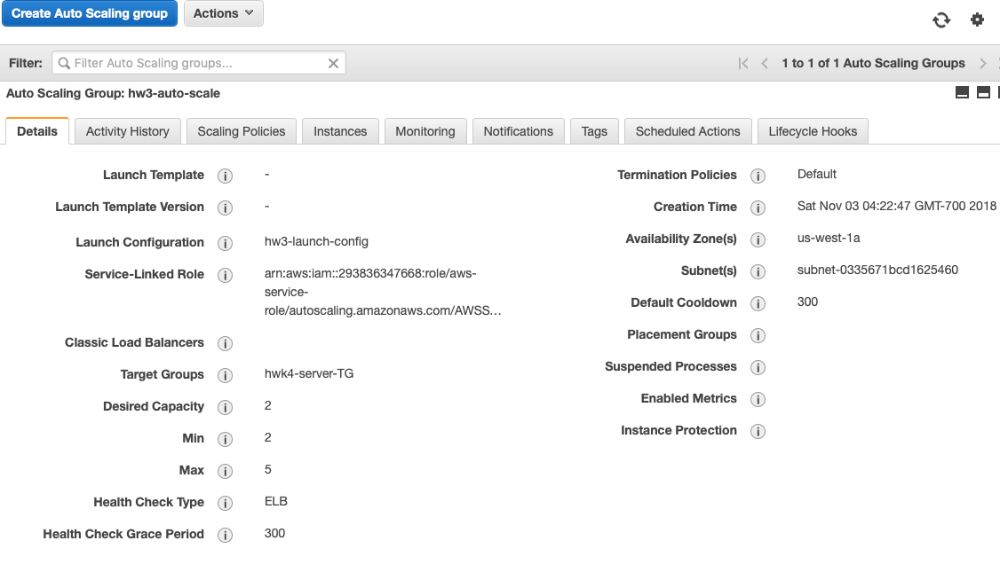 Create Auto Scaling group Actions
Filter: Filter Auto Scaling groups... 1 to 1 of 1 Auto Scaling Groups
Auto Scaling Group: hw3-auto-scale
Details Activity History Scaling Policies Instances Monitoring Notifications Tags Scheduled Actions Lifecycle Hooks
Launch Template -
Launch Template Version -
Launch Configuration hw3-launch-config
Service-Linked Role arn:aws:iam::293836347668:role/aws-
service-
role/autoscaling.amazonaws.com/AWSS...
Classic Load Balancers
Target Groups hwk4-server-TG
Desired Capacity 2
Min 2
Max 5
Health Check Type ELB
Health Check Grace Period 300
Termination Policies Default
Creation Time Sat Nov 03 04:22:47 GMT-700 2018
Availability Zone(s) us-west-1a
Subnet(s) subnet-0335671bcd1625460
Default Cooldown 300
Placement Groups
Suspended Processes
Enabled Metrics
Instance Protection